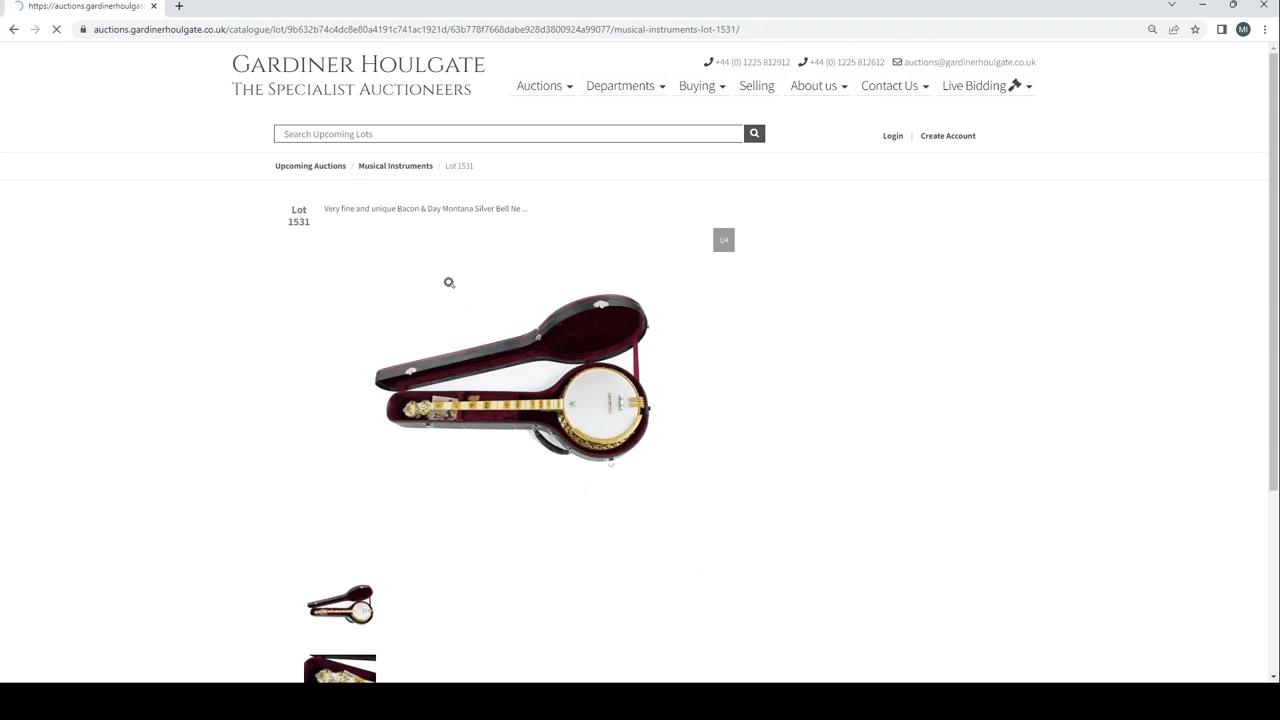 https://auctions.gardinerhoulgat
auctions.gardinerhoulgate.co.uk/catalogue/lot/9b632b74c4dc8e80a4191c741ac1921d/63b778f7668dabe928d3800924a99077/musical-instruments-lot-1531/
MI
GARDINER HOULGATE
THE SPECIALIST AUCTIONEERS
+44 (0) 1225 812912 +44 (0) 1225 812612 auctions@gardinerhoulgate.co.uk
Auctions Departments Buying Selling About us Contact Us Live Bidding
Search Upcoming Lots
Login | Create Account
Upcoming Auctions / Musical Instruments / Lot 1531
Lot
1531
Very fine and unique Bacon & Day Montana Silver Bell Ne ...
1/4